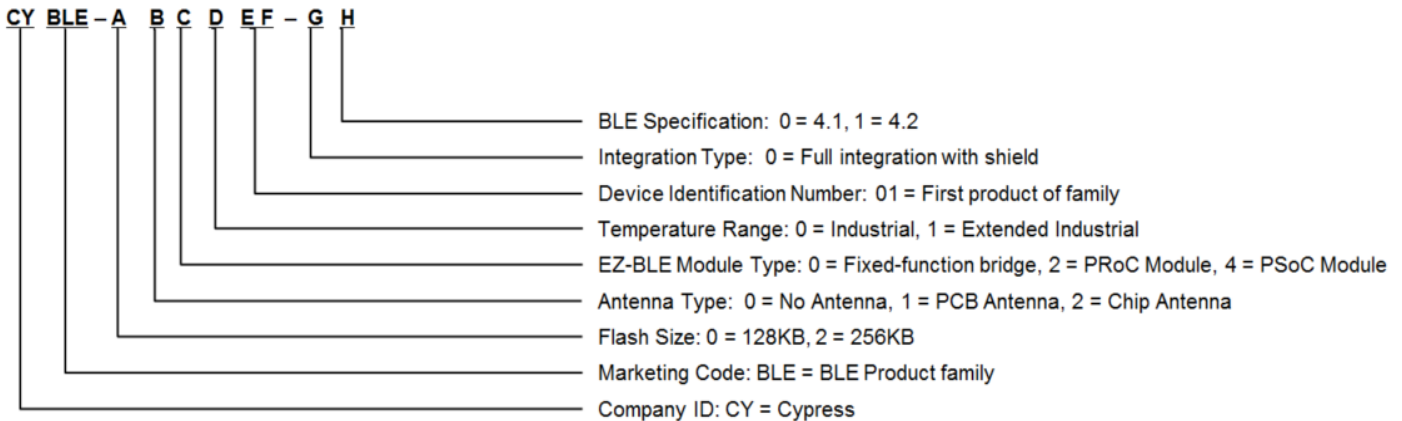 CY BLE – A B C D E F – G H
BLE Specification: 0 = 4.1, 1 = 4.2
Integration Type: 0 = Full integration with shield
Device Identification Number: 01 = First product of family
Temperature Range: 0 = Industrial, 1 = Extended Industrial
EZ-BLE Module Type: 0 = Fixed-function bridge, 2 = PRoC Module, 4 = PSoC Module
Antenna Type: 0 = No Antenna, 1 = PCB Antenna, 2 = Chip Antenna
Flash Size: 0 = 128KB, 2 = 256KB
Marketing Code: BLE = BLE Product family
Company ID: CY = Cypress